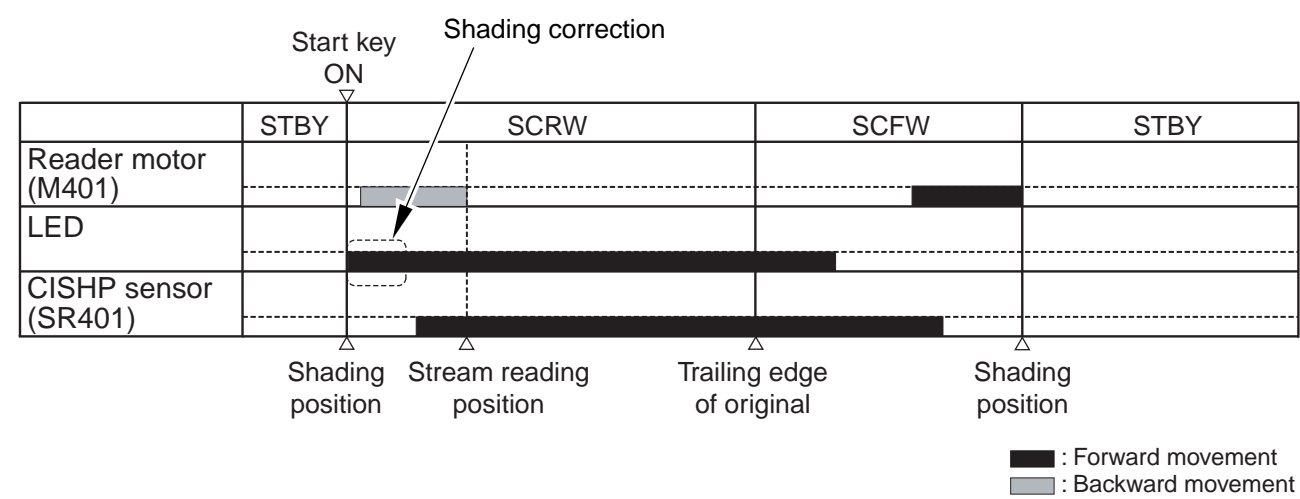 Shading correction
Start key
ON
STBY SCRW SCFW STBY
Reader motor
(M401)
LED
CISHP sensor
(SR401)
Shading
position
Stream reading
position
Trailing edge
of original
Shading
position
: Forward movement
: Backward movement